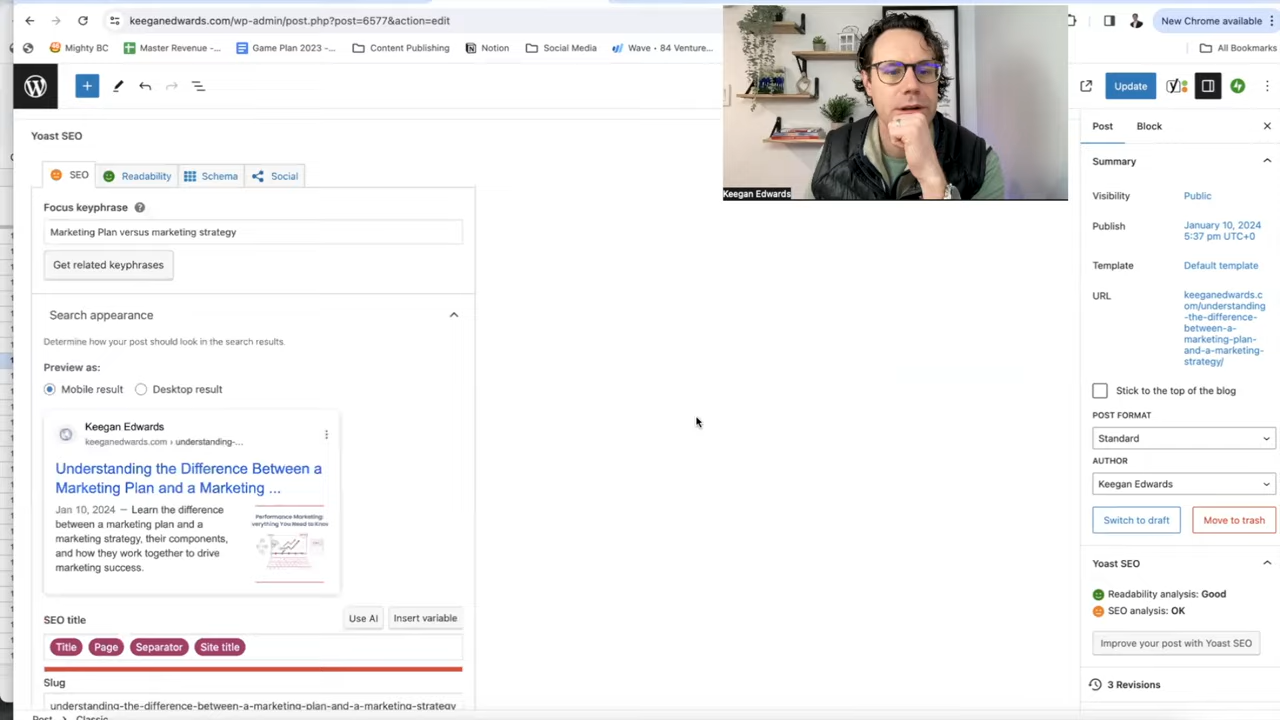 keeganedwards.com/wp-admin/post.php?post=6577&action=edit
New Chrome available
Mighty BC
Master Revenue -...
Game Plan 2023 -...
Content Publishing
Notion
Social Media
Wave • 84 Venture...
All Bookmarks
Update
Keegan Edwards
Yoast SEO
SEO
Readability
Schema
Social
Focus keyphrase
Marketing Plan versus marketing strategy
Get related keyphrases
Search appearance
Determine how your post should look in the search results.
Preview as:
Mobile result
Desktop result
Keegan Edwards
keeganedwards.com › understanding-...
Understanding the Difference Between a
Marketing Plan and a Marketing ...
Jan 10, 2024 — Learn the difference
between a marketing plan and a
marketing strategy, their components,
and how they work together to drive
marketing success.
Performance Marketing:
verything You Need to Know
SEO title
Use AI
Insert variable
Title
Page
Separator
Site title
Slug
understanding-the-difference-between-a-marketing-plan-and-a-marketing-strategy
Post
Classic
Post
Block
Summary
Visibility
Public
Publish
January 10, 2024
5:37 pm UTC+0
Template
Default template
URL
keeganedwards.c
om/understanding
-the-difference-
between-a-
marketing-plan-
and-a-marketing-
strategy/
Stick to the top of the blog
POST FORMAT
Standard
AUTHOR
Keegan Edwards
Switch to draft
Move to trash
Yoast SEO
Readability analysis: Good
SEO analysis: OK
Improve your post with Yoast SEO
3 Revisions